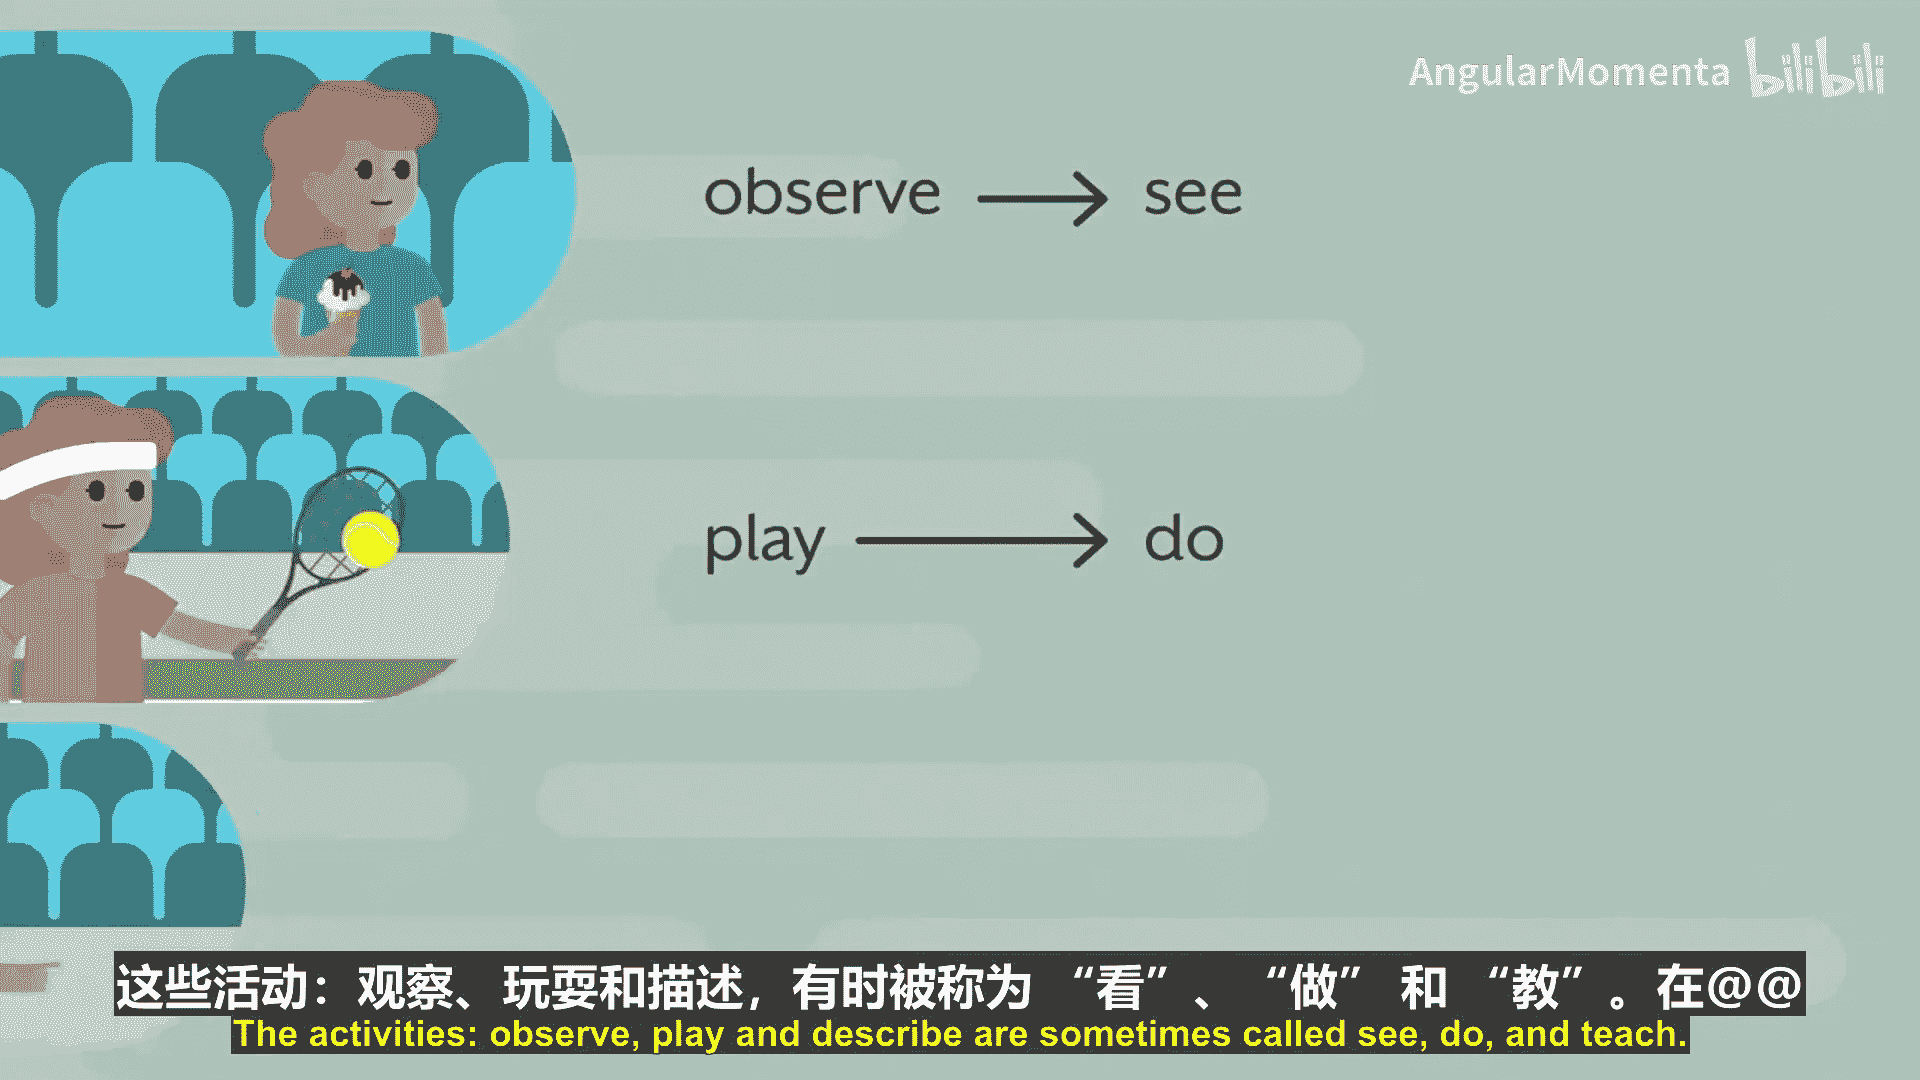 AngularMomenta bilibili
observe → see
play → do
这些活动：观察、玩耍和描述，有时被称为 “看”、 “做” 和 “教”。在@@
The activities: observe, play and describe are sometimes called see, do, and teach.